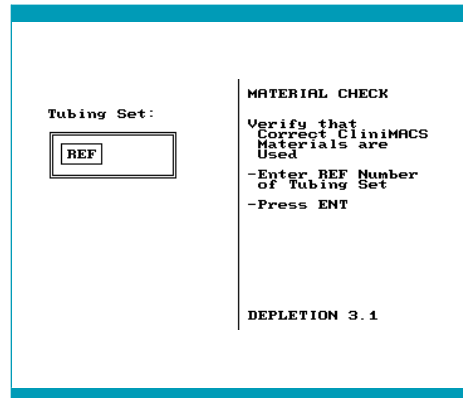 Tubing Set:
REF
MATERIAL CHECK
Verify that
Correct CliniMACS
Materials are
Used
-Enter REF Number
of Tubing Set
-Press ENT
DEPLETION 3.1